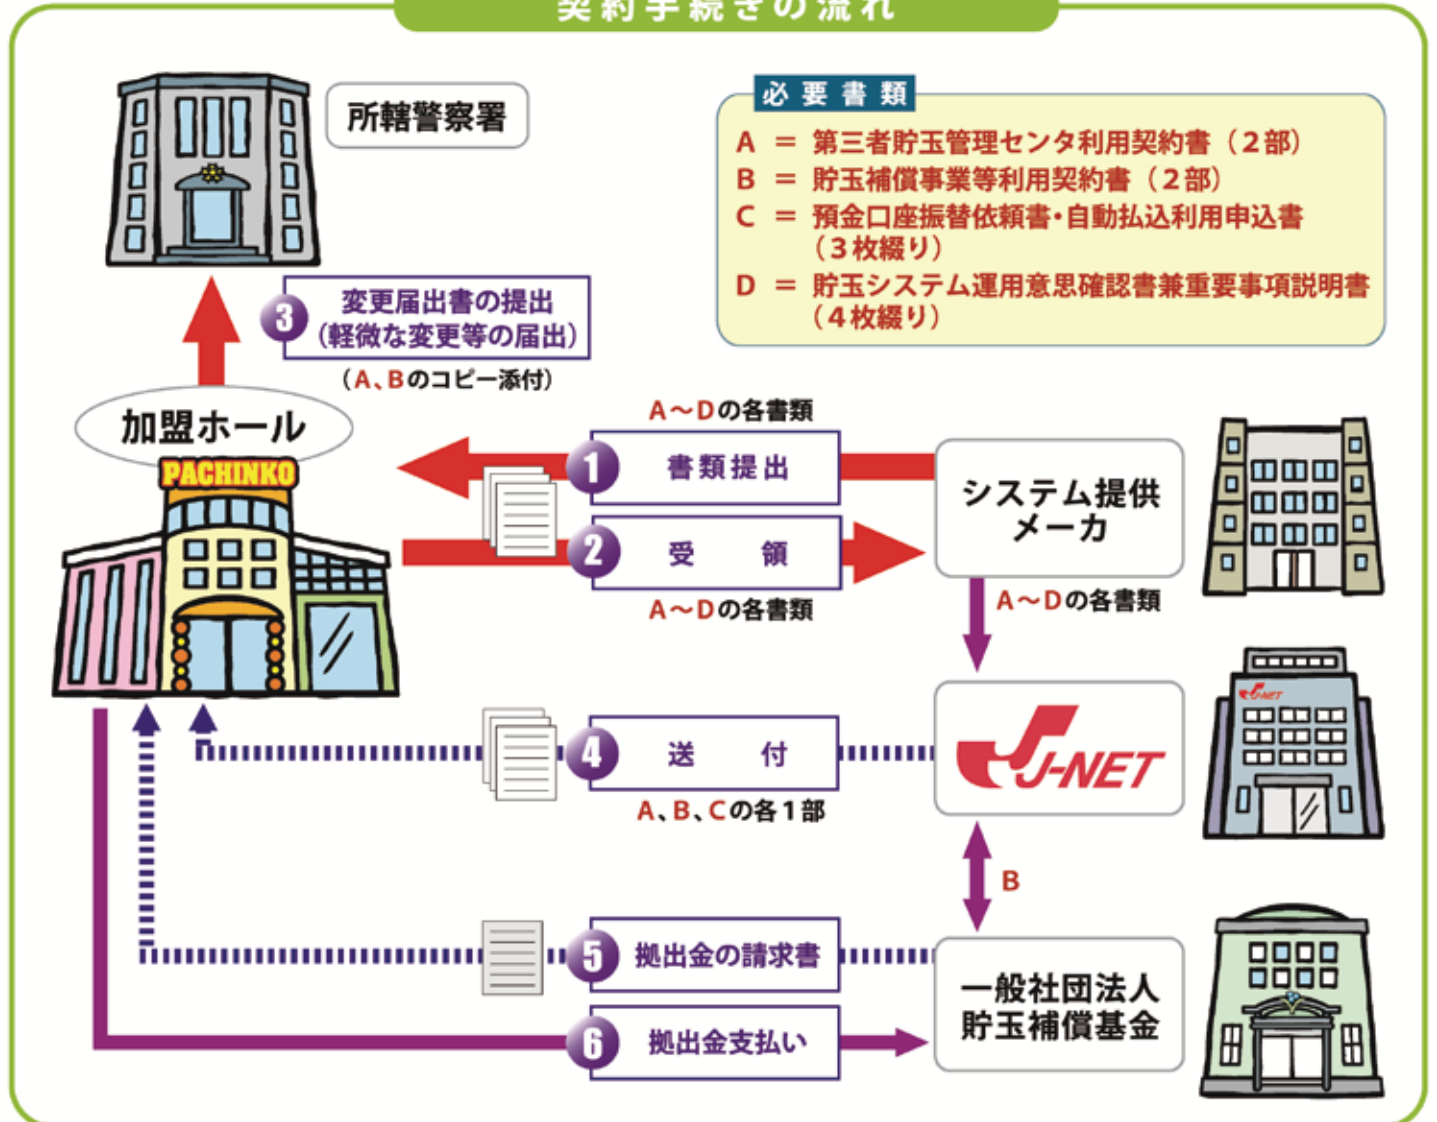 契約手続きの流れ
所轄警察署
必要書類
A ＝ 第三者貯玉管理センタ利用契約書（２部）
B ＝ 貯玉補償事業等利用契約書（２部）
C ＝ 預金口座振替依頼書・自動払込利用申込書
（３枚綴り）
D ＝ 貯玉システム運用意思確認書兼重要事項説明書
（４枚綴り）
3 変更届出書の提出
（軽微な変更等の届出）
（A、Bのコピー添付）
加盟ホール
PACHINKO
A～Dの各書類
1 書類提出
2 受　領
A～Dの各書類
システム提供
メーカ
A～Dの各書類
J-NET
J-NET
4 送　付
A、B、Cの各１部
B
5 拠出金の請求書
6 拠出金支払い
一般社団法人
貯玉補償基金